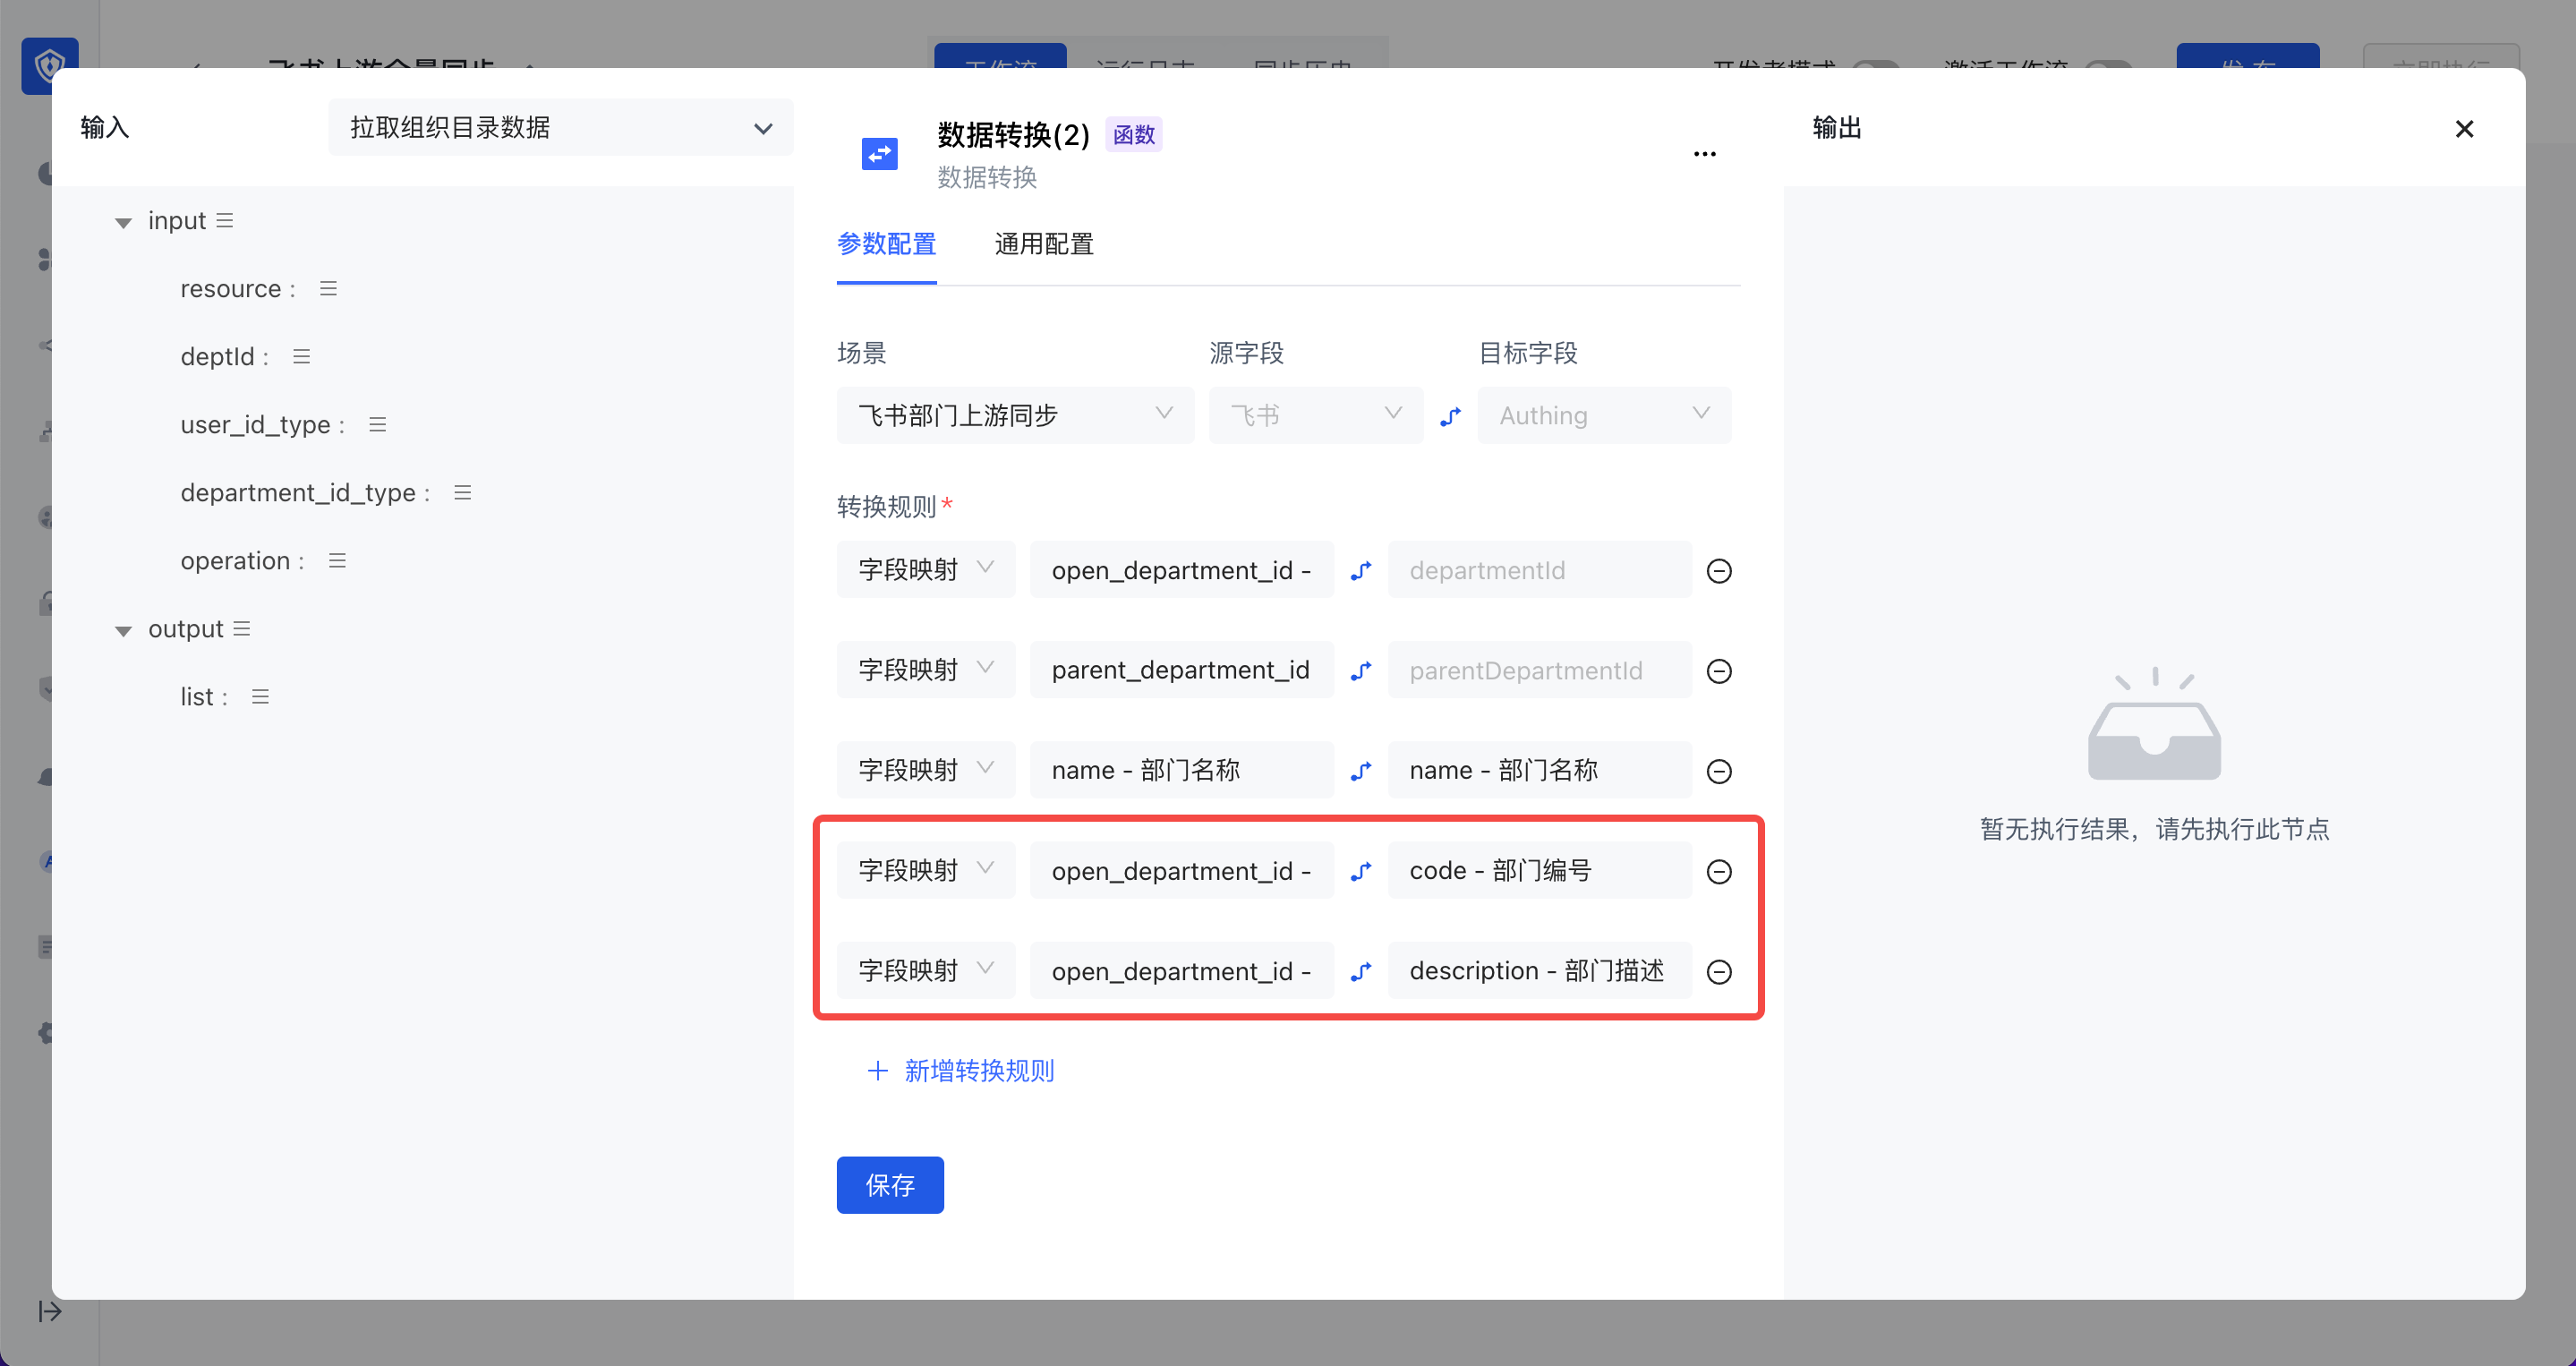 输入
拉取组织目录数据
input
resource :
deptId :
user_id_type :
department_id_type :
operation :
output
list :
数据转换(2) 函数
数据转换
参数配置 通用配置
场景 源字段 目标字段
飞书部门上游同步 飞书 Authing
转换规则*
字段映射 open_department_id - departmentId
字段映射 parent_department_id parentDepartmentId
字段映射 name - 部门名称 name - 部门名称
字段映射 open_department_id - code - 部门编号
字段映射 open_department_id - description - 部门描述
新增转换规则
保存
输出
暂无执行结果，请先执行此节点